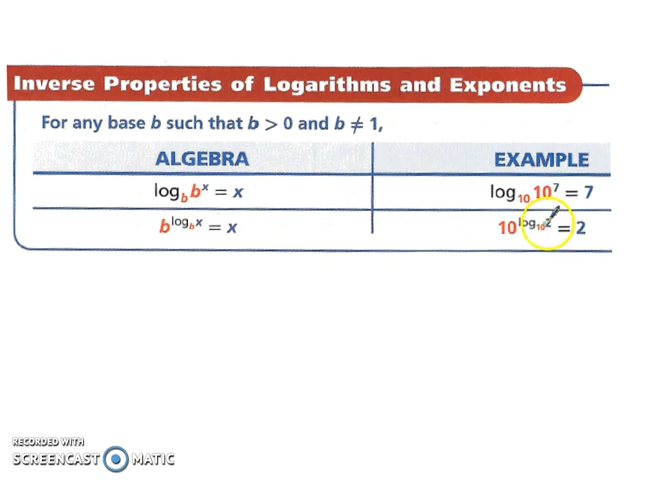 Inverse Properties of Logarithms and Exponents
For any base b such that b > 0 and b ≠ 1,
ALGEBRA EXAMPLE
log_b b^x = x log_10 10^7 = 7
b^(log_b x) = x 10^(log_10 2) = 2
RECORDED WITH
SCREENCAST MATIC